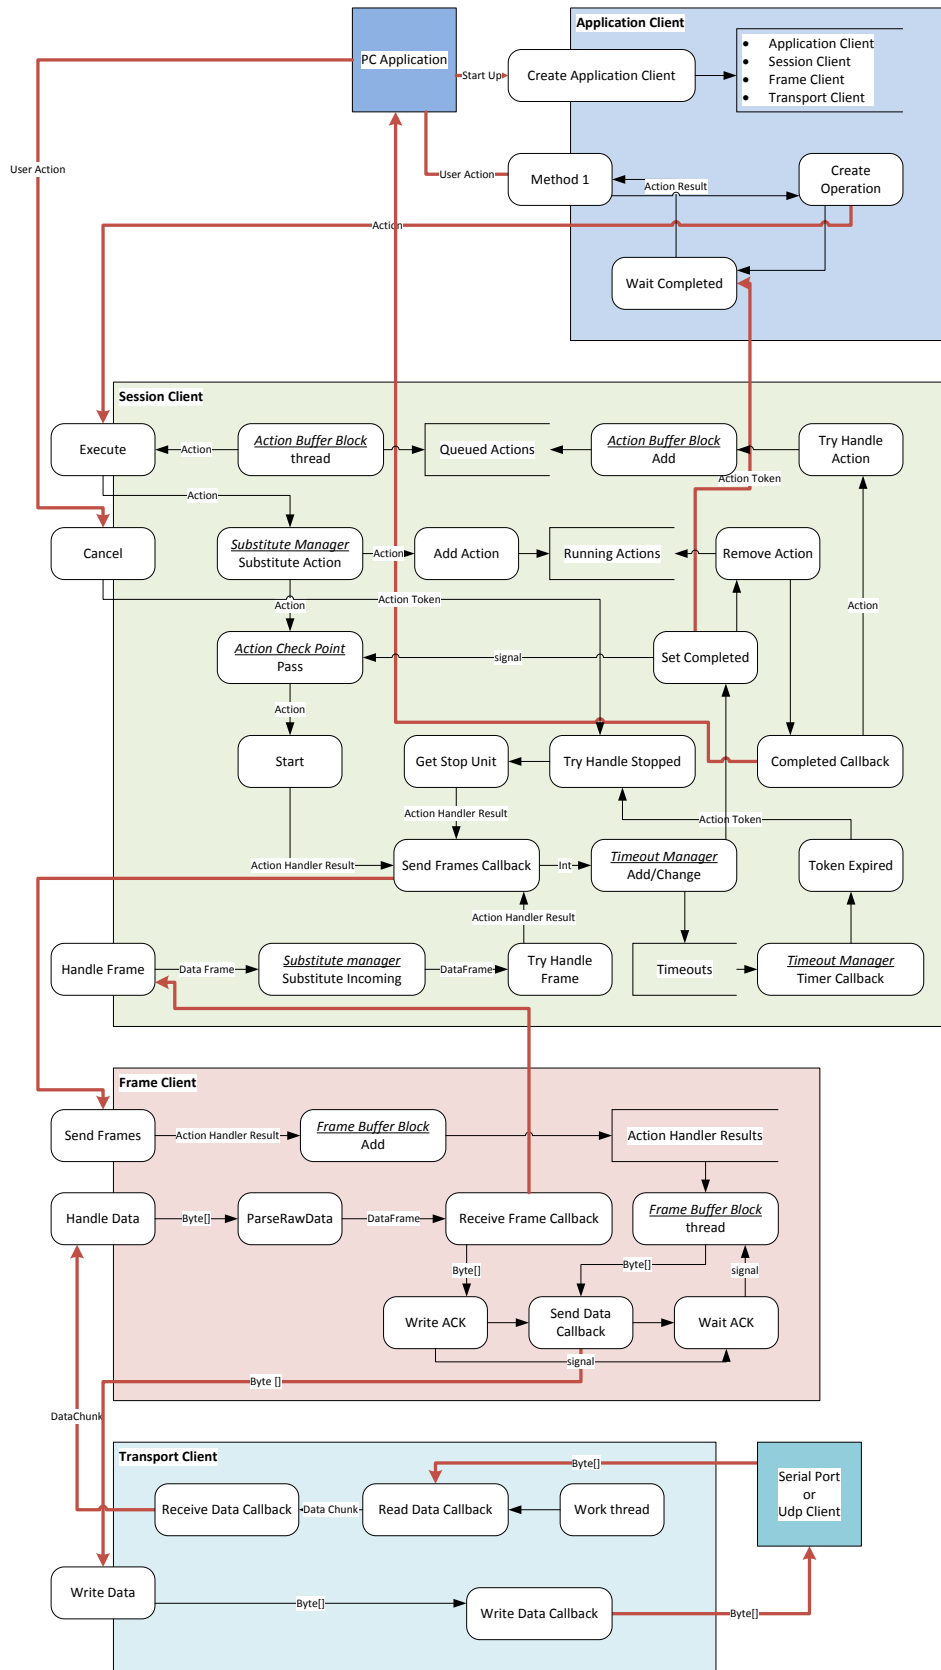 Application Client
PC Application
Start Up
Create Application Client
• Application Client
• Session Client
• Frame Client
• Transport Client
User Action
User Action
Method 1
Action Result
Create
Operation
Action
Wait Completed
Session Client
Execute
Action
Action Buffer Block
thread
Queued Actions
Action Buffer Block
Add
Try Handle
Action
Action Token
Action
Cancel
Substitute Manager
Substitute Action
Action
Add Action
Running Actions
Remove Action
Action
Action Token
Action
Action Check Point
Pass
signal
Set Completed
Action
Start
Get Stop Unit
Try Handle Stopped
Completed Callback
Action Handler Result
Action Token
Action Handler Result
Send Frames Callback
Int
Timeout Manager
Add/Change
Token Expired
Action Handler Result
Handle Frame
Data Frame
Substitute manager
Substitute Incoming
DataFrame
Try Handle
Frame
Timeouts
Timeout Manager
Timer Callback
Frame Client
Send Frames
Action Handler Result
Frame Buffer Block
Add
Action Handler Results
Handle Data
Byte[]
ParseRawData
DataFrame
Receive Frame Callback
Frame Buffer Block
thread
Byte[]
Byte[]
signal
Write ACK
Send Data
Callback
Wait ACK
signal
Byte []
DataChunk
Transport Client
Byte[]
Serial Port
or
Udp Client
Receive Data Callback
Data Chunk
Read Data Callback
Work thread
Write Data
Byte[]
Write Data Callback
Byte[]